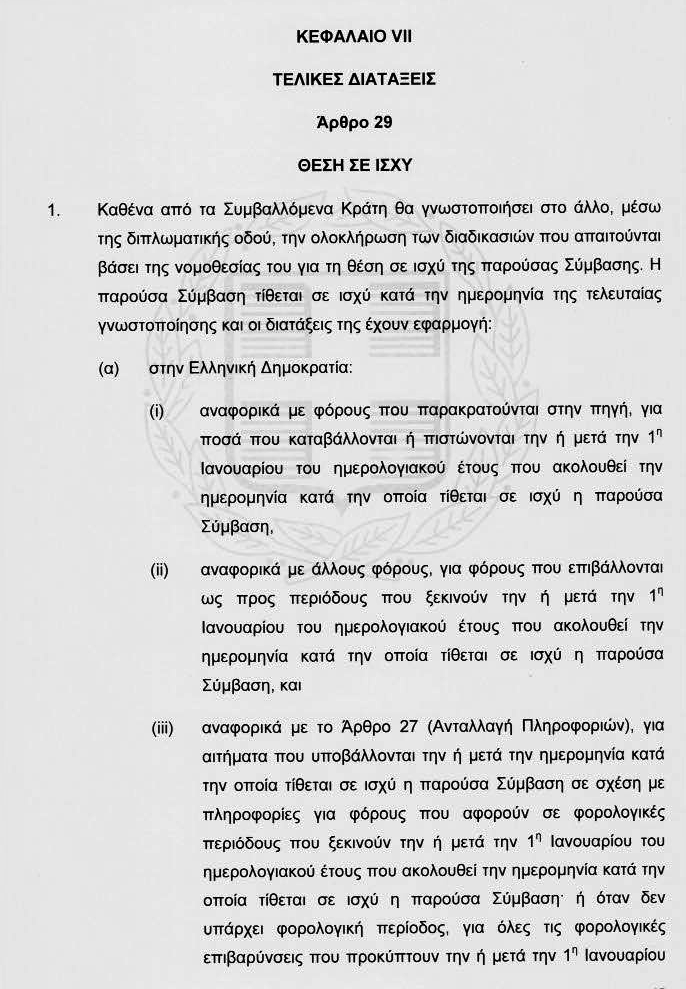 ΚΕΦΑΛΑΙΟ VII
ΤΕΛΙΚΕΣ ΔΙΑΤΑΞΕΙΣ
Άρθρο 29
ΘΕΣΗ ΣΕ ΙΣΧΥ
1. Καθένα από τα Συμβαλλόμενα Κράτη θα γνωστοποιήσει στο άλλο, μέσω
της διπλωματικής οδού, την ολοκλήρωση των διαδικασιών που απαιτούνται
βάσει της νομοθεσίας του για τη θέση σε ισχύ της παρούσας Σύμβασης. Η
παρούσα Σύμβαση τίθεται σε ισχύ κατά την ημερομηνία της τελευταίας
γνωστοποίησης και οι διατάξεις της έχουν εφαρμογή:
(α) στην Ελληνική Δημοκρατία:
(i) αναφορικά με φόρους που παρακρατούνται στην πηγή, για
ποσά που καταβάλλονται ή πιστώνονται την ή μετά την 1η
Ιανουαρίου του ημερολογιακού έτους που ακολουθεί την
ημερομηνία κατά την οποία τίθεται σε ισχύ η παρούσα
Σύμβαση,
(ii) αναφορικά με άλλους φόρους, για φόρους που επιβάλλονται
ως προς περιόδους που ξεκινούν την ή μετά την 1η
Ιανουαρίου του ημερολογιακού έτους που ακολουθεί την
ημερομηνία κατά την οποία τίθεται σε ισχύ η παρούσα
Σύμβαση, και
(iii) αναφορικά με το Άρθρο 27 (Ανταλλαγή Πληροφοριών), για
αιτήματα που υποβάλλονται την ή μετά την ημερομηνία κατά
την οποία τίθεται σε ισχύ η παρούσα Σύμβαση σε σχέση με
πληροφορίες για φόρους που αφορούν σε φορολογικές
περιόδους που ξεκινούν την ή μετά την 1η Ιανουαρίου του
ημερολογιακού έτους που ακολουθεί την ημερομηνία κατά την
οποία τίθεται σε ισχύ η παρούσα Σύμβαση· ή όταν δεν
υπάρχει φορολογική περίοδος, για όλες τις φορολογικές
επιβαρύνσεις που προκύπτουν την ή μετά την 1η Ιανουαρίου